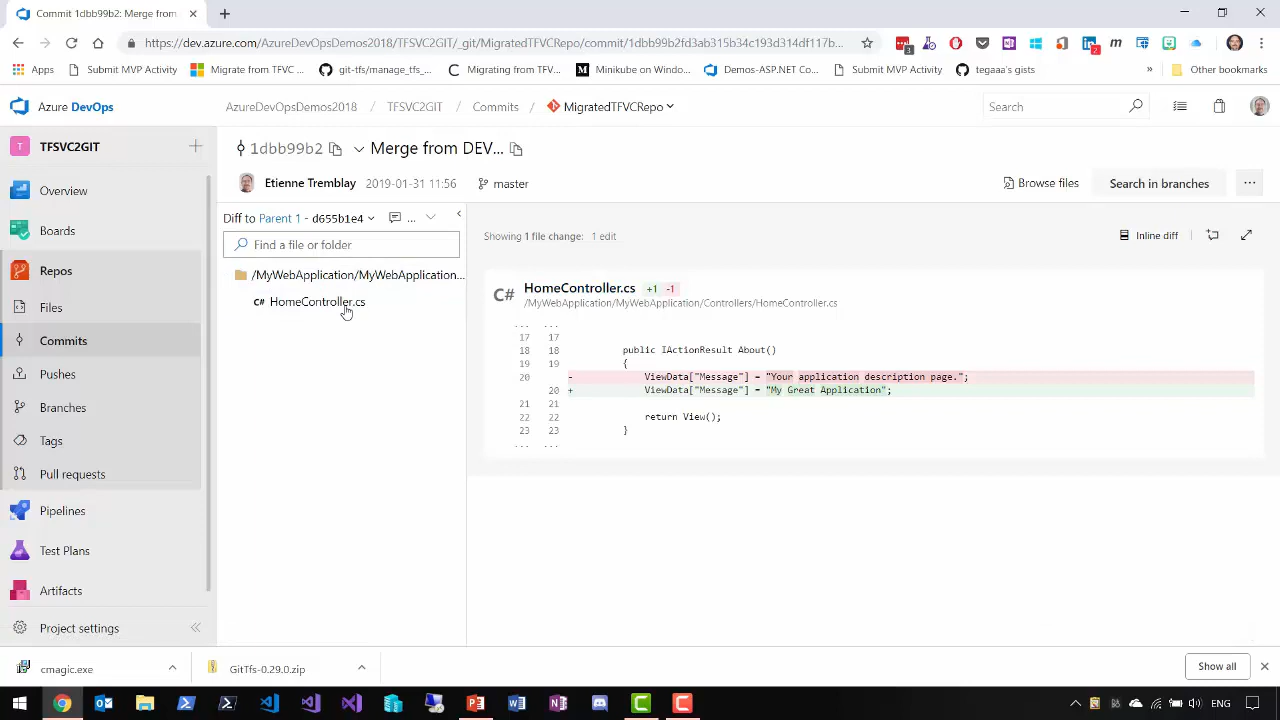 Commit 1dbb99b2: Merge from
https://dev.azure.com/AzureDevOpsDemos2018/TFSVC2GIT/_git/MigratedTFVCRepo/commit/1dbb99b2fd3ab315b34c193d314df117b...
3
2
Apps
Submit MVP Activity
Migrate from TFVC ...
git-tfs/manage_tfs_...
Migrating from TFV...
Minikube on Windo...
Demos-ASP.NET Co...
Submit MVP Activity
tegaaa's gists
»
Other bookmarks
Azure DevOps
AzureDevOpsDemos2018 / TFSVC2GIT / Commits / MigratedTFVCRepo
Search
T TFSVC2GIT
1dbb99b2
Merge from DEV...
Overview
Etienne Tremblay 2019-01-31 11:56 master
Browse files
Search in branches
...
Boards
Repos
Files
Commits
Pushes
Branches
Tags
Pull requests
Pipelines
Test Plans
Artifacts
Project settings
Diff to Parent 1 - d655b1e4
...
Find a file or folder
/MyWebApplication/MyWebApplication...
C# HomeController.cs
Showing 1 file change: 1 edit
Inline diff
C# HomeController.cs +1 -1
/MyWebApplication/MyWebApplication/Controllers/HomeController.cs
... ...
17 17
18 18 public IActionResult About()
19 19 {
20 - ViewData["Message"] = "Your application description page.";
20 + ViewData["Message"] = "My Great Application";
21 21
22 22 return View();
23 23 }
... ...
cmagic.exe
GitTfs-0.29.0.zip
Show all